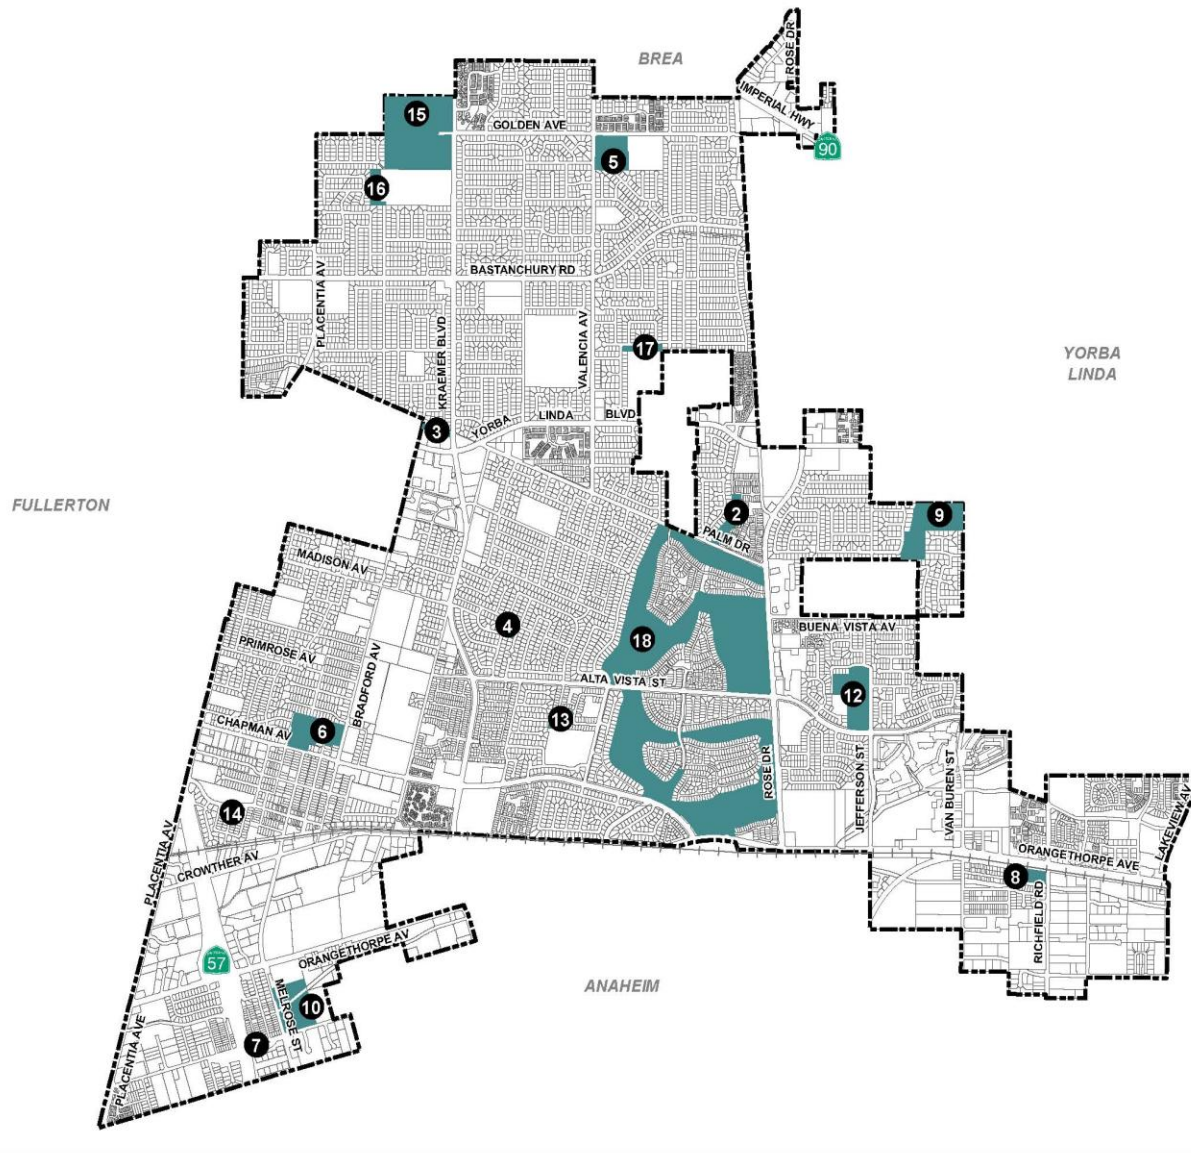 ROSE DR
BREA
IMPERIAL HWY
15
GOLDEN AVE
90
5
16
BASTANCHURY RD
PLACENTIA AV
KRAEMER BLVD
VALENCIA AV
17
YORBA
LINDA
YORBA
LINDA
BLVD
3
FULLERTON
2
9
PALM DR
MADISON AV
4
18
BUENA VISTA AV
PRIMROSE AV
BRADFORD AV
ALTA VISTA ST
12
CHAPMAN AV
6
13
ROSE DR
JEFFERSON ST
VAN BUREN ST
14
LAKEVIEW AV
PLACENTIA AV
CROWTHER AV
ORANGETHORPE AVE
8
RICHFIELD RD
57
ORANGETHORPE AV
ANAHEIM
MELROSE ST
10
7
PLACENTIA AVE